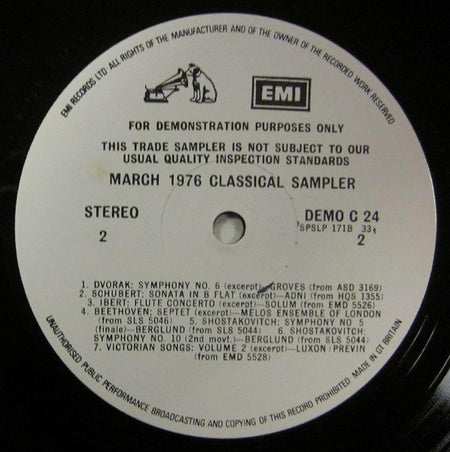 EMI RECORDS LTD. ALL RIGHTS OF THE MANUFACTURER AND OF THE OWNER OF THE RECORDED WORK RESERVED
EMI
FOR DEMONSTRATION PURPOSES ONLY
THIS TRADE SAMPLER IS NOT SUBJECT TO OUR
USUAL QUALITY INSPECTION STANDARDS
MARCH 1976 CLASSICAL SAMPLER
STEREO
2
DEMO C 24
SPSLP 171B 33⅓
2
1. DVORAK: SYMPHONY NO. 6 (excerpt)—GROVES (from ASD 3169)
2. SCHUBERT: SONATA IN B FLAT (excerpt)—ADNI (from HQS 1355)
3. IBERT: FLUTE CONCERTO (excerpt)—SOLUM (from EMD 5526)
4. BEETHOVEN: SEPTET (excerpt)—MELOS ENSEMBLE OF LONDON
(from SLS 5046) 5. SHOSTAKOVITCH: SYMPHONY NO 5
(finale)—BERGLUND (from SLS 5044) 6. SHOSTAKOVITCH:
SYMPHONY NO. 10 (2nd movt.)—BERGLUND (from SLS 5044)
7. VICTORIAN SONGS: VOLUME 2 (excerpt)—LUXON/PREVIN
(from EMD 5528)
UNAUTHORISED PUBLIC PERFORMANCE BROADCASTING AND COPYING OF THIS RECORD PROHIBITED. MADE IN GT BRITAIN